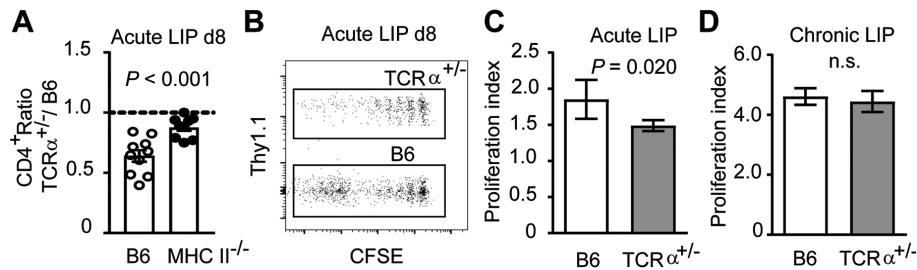 A
Acute LIP d8
P < 0.001
CD4+Ratio
TCRα+/-/ B6
1.5
1.0
0.5
0
B6 MHC II-/-
B
Acute LIP d8
TCRα+/-
B6
Thy1.1
CFSE
C
Acute LIP
P = 0.020
Proliferation index
2.5
2.0
1.5
1.0
0.5
0
B6 TCRα+/-
D
Chronic LIP
n.s.
Proliferation index
6.0
4.0
2.0
0
B6 TCRα+/-